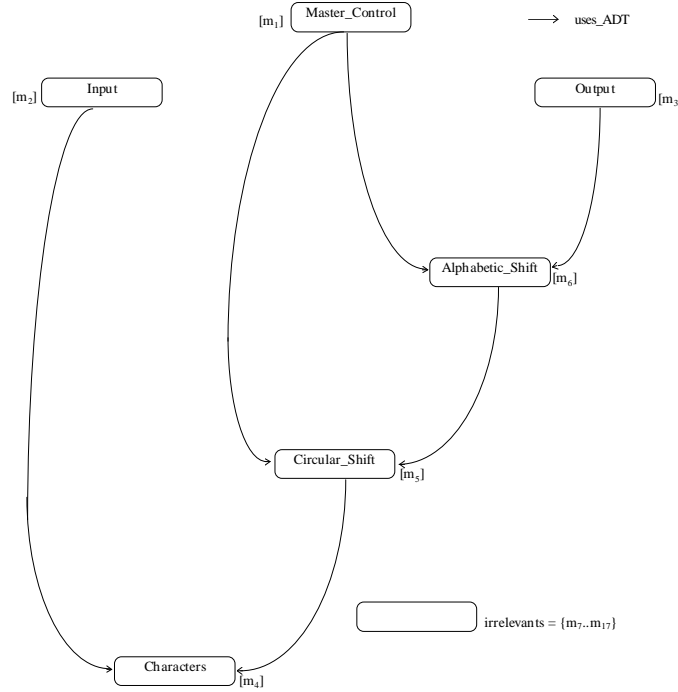 Master_Control
[m1]
uses_ADT
Input
[m2]
Output
[m3
Alphabetic_Shift
[m6]
Circular_Shift
[m5]
irrelevants = {m7..m17}
Characters
[m4]